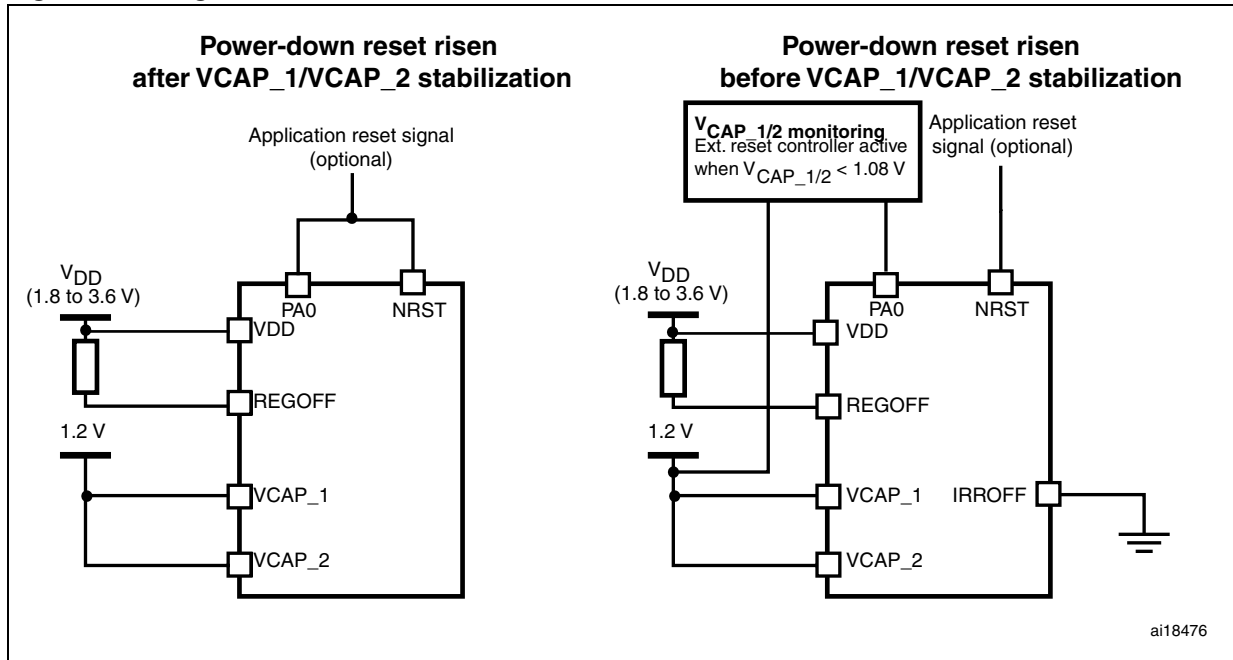 Power-down reset risen
after VCAP_1/VCAP_2 stabilization
Application reset signal
(optional)
VDD
(1.8 to 3.6 V)
PA0
NRST
VDD
REGOFF
1.2 V
VCAP_1
VCAP_2
Power-down reset risen
before VCAP_1/VCAP_2 stabilization
VCAP_1/2 monitoring
Ext. reset controller active
when VCAP_1/2 < 1.08 V
Application reset
signal (optional)
VDD
(1.8 to 3.6 V)
PA0
NRST
VDD
REGOFF
1.2 V
VCAP_1
IRROFF
VCAP_2
ai18476